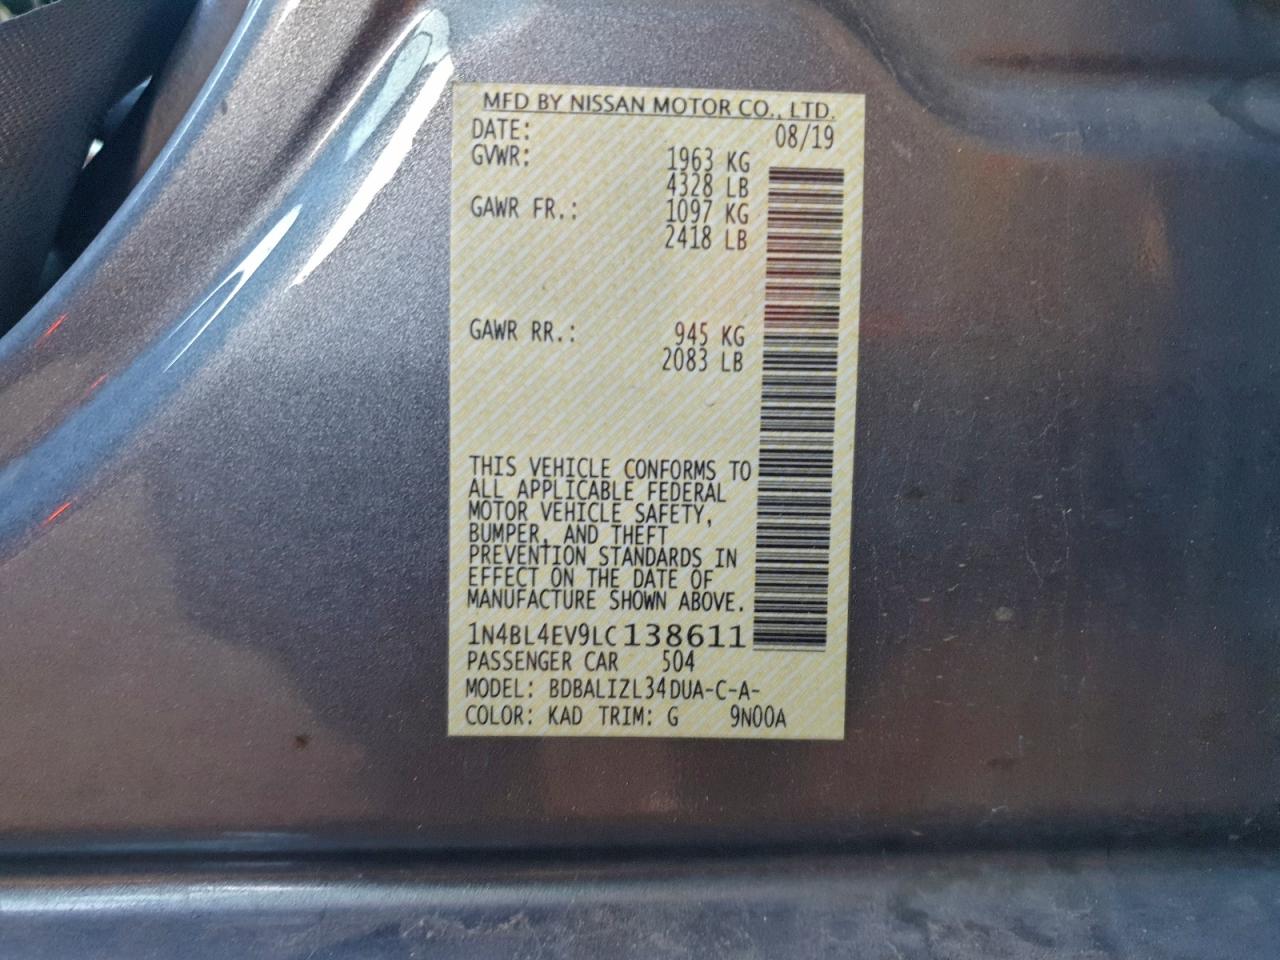 MFD BY NISSAN MOTOR CO., LTD.
DATE: 08/19
GVWR: 1963 KG
4328 LB
GAWR FR.: 1097 KG
2418 LB
GAWR RR.: 945 KG
2083 LB
THIS VEHICLE CONFORMS TO
ALL APPLICABLE FEDERAL
MOTOR VEHICLE SAFETY,
BUMPER, AND THEFT
PREVENTION STANDARDS IN
EFFECT ON THE DATE OF
MANUFACTURE SHOWN ABOVE.
1N4BL4EV9LC138611
PASSENGER CAR 504
MODEL: BDBALIZL34DUA-C-A-
COLOR: KAD TRIM: G 9N00A